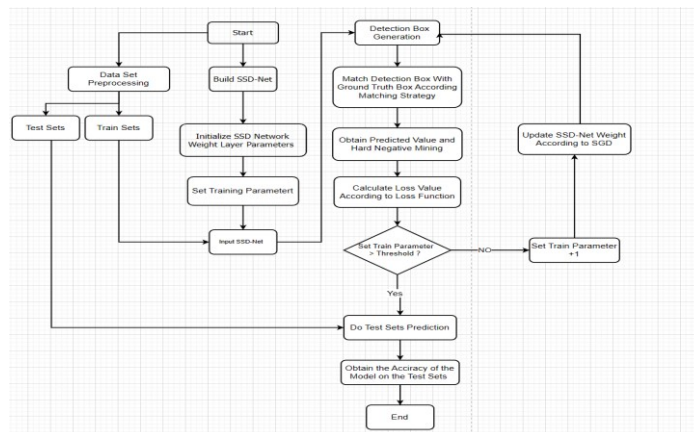 Start
Data Set
Preprocessing
Test Sets
Train Sets
Build SSD-Net
Initialize SSD Network
Weight Layer Parameters
Set Training Parametert
Input SSD-Net
Detection Box
Generation
Match Detection Box With
Ground Truth Box According
Matching Strategy
Obtain Predicted Value and
Hard Negative Mining
Calculate Loss Value
According to Loss Function
Set Train Parameter
> Threshold ?
NO
Set Train Parameter
+1
Update SSD-Net Weight
According to SGD
Yes
Do Test Sets Prediction
Obtain the Acciracy of the
Model on the Test Sets
End